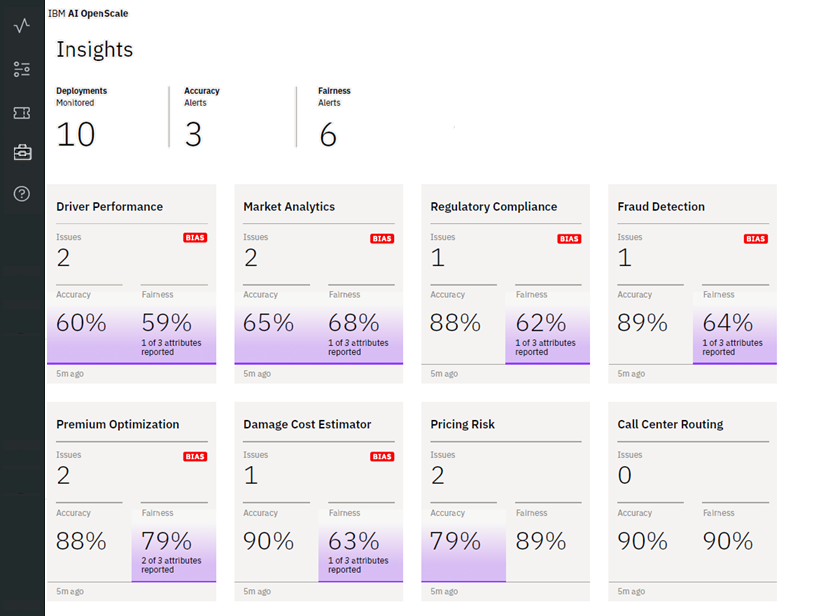 IBM AI OpenScale
Insights
Deployments
Monitored
10
Accuracy
Alerts
3
Fairness
Alerts
6
Driver Performance
Issues
BIAS
2
Accuracy
60%
Fairness
59%
1 of 3 attributes
reported
5m ago
Market Analytics
Issues
BIAS
2
Accuracy
65%
Fairness
68%
1 of 3 attributes
reported
5m ago
Regulatory Compliance
Issues
BIAS
1
Accuracy
88%
Fairness
62%
1 of 3 attributes
reported
5m ago
Fraud Detection
Issues
BIAS
1
Accuracy
89%
Fairness
64%
1 of 3 attributes
reported
5m ago
Premium Optimization
Issues
BIAS
2
Accuracy
88%
Fairness
79%
2 of 3 attributes
reported
5m ago
Damage Cost Estimator
Issues
BIAS
1
Accuracy
90%
Fairness
63%
1 of 3 attributes
reported
5m ago
Pricing Risk
Issues
2
Accuracy
79%
Fairness
89%
5m ago
Call Center Routing
Issues
0
Accuracy
90%
Fairness
90%
5m ago